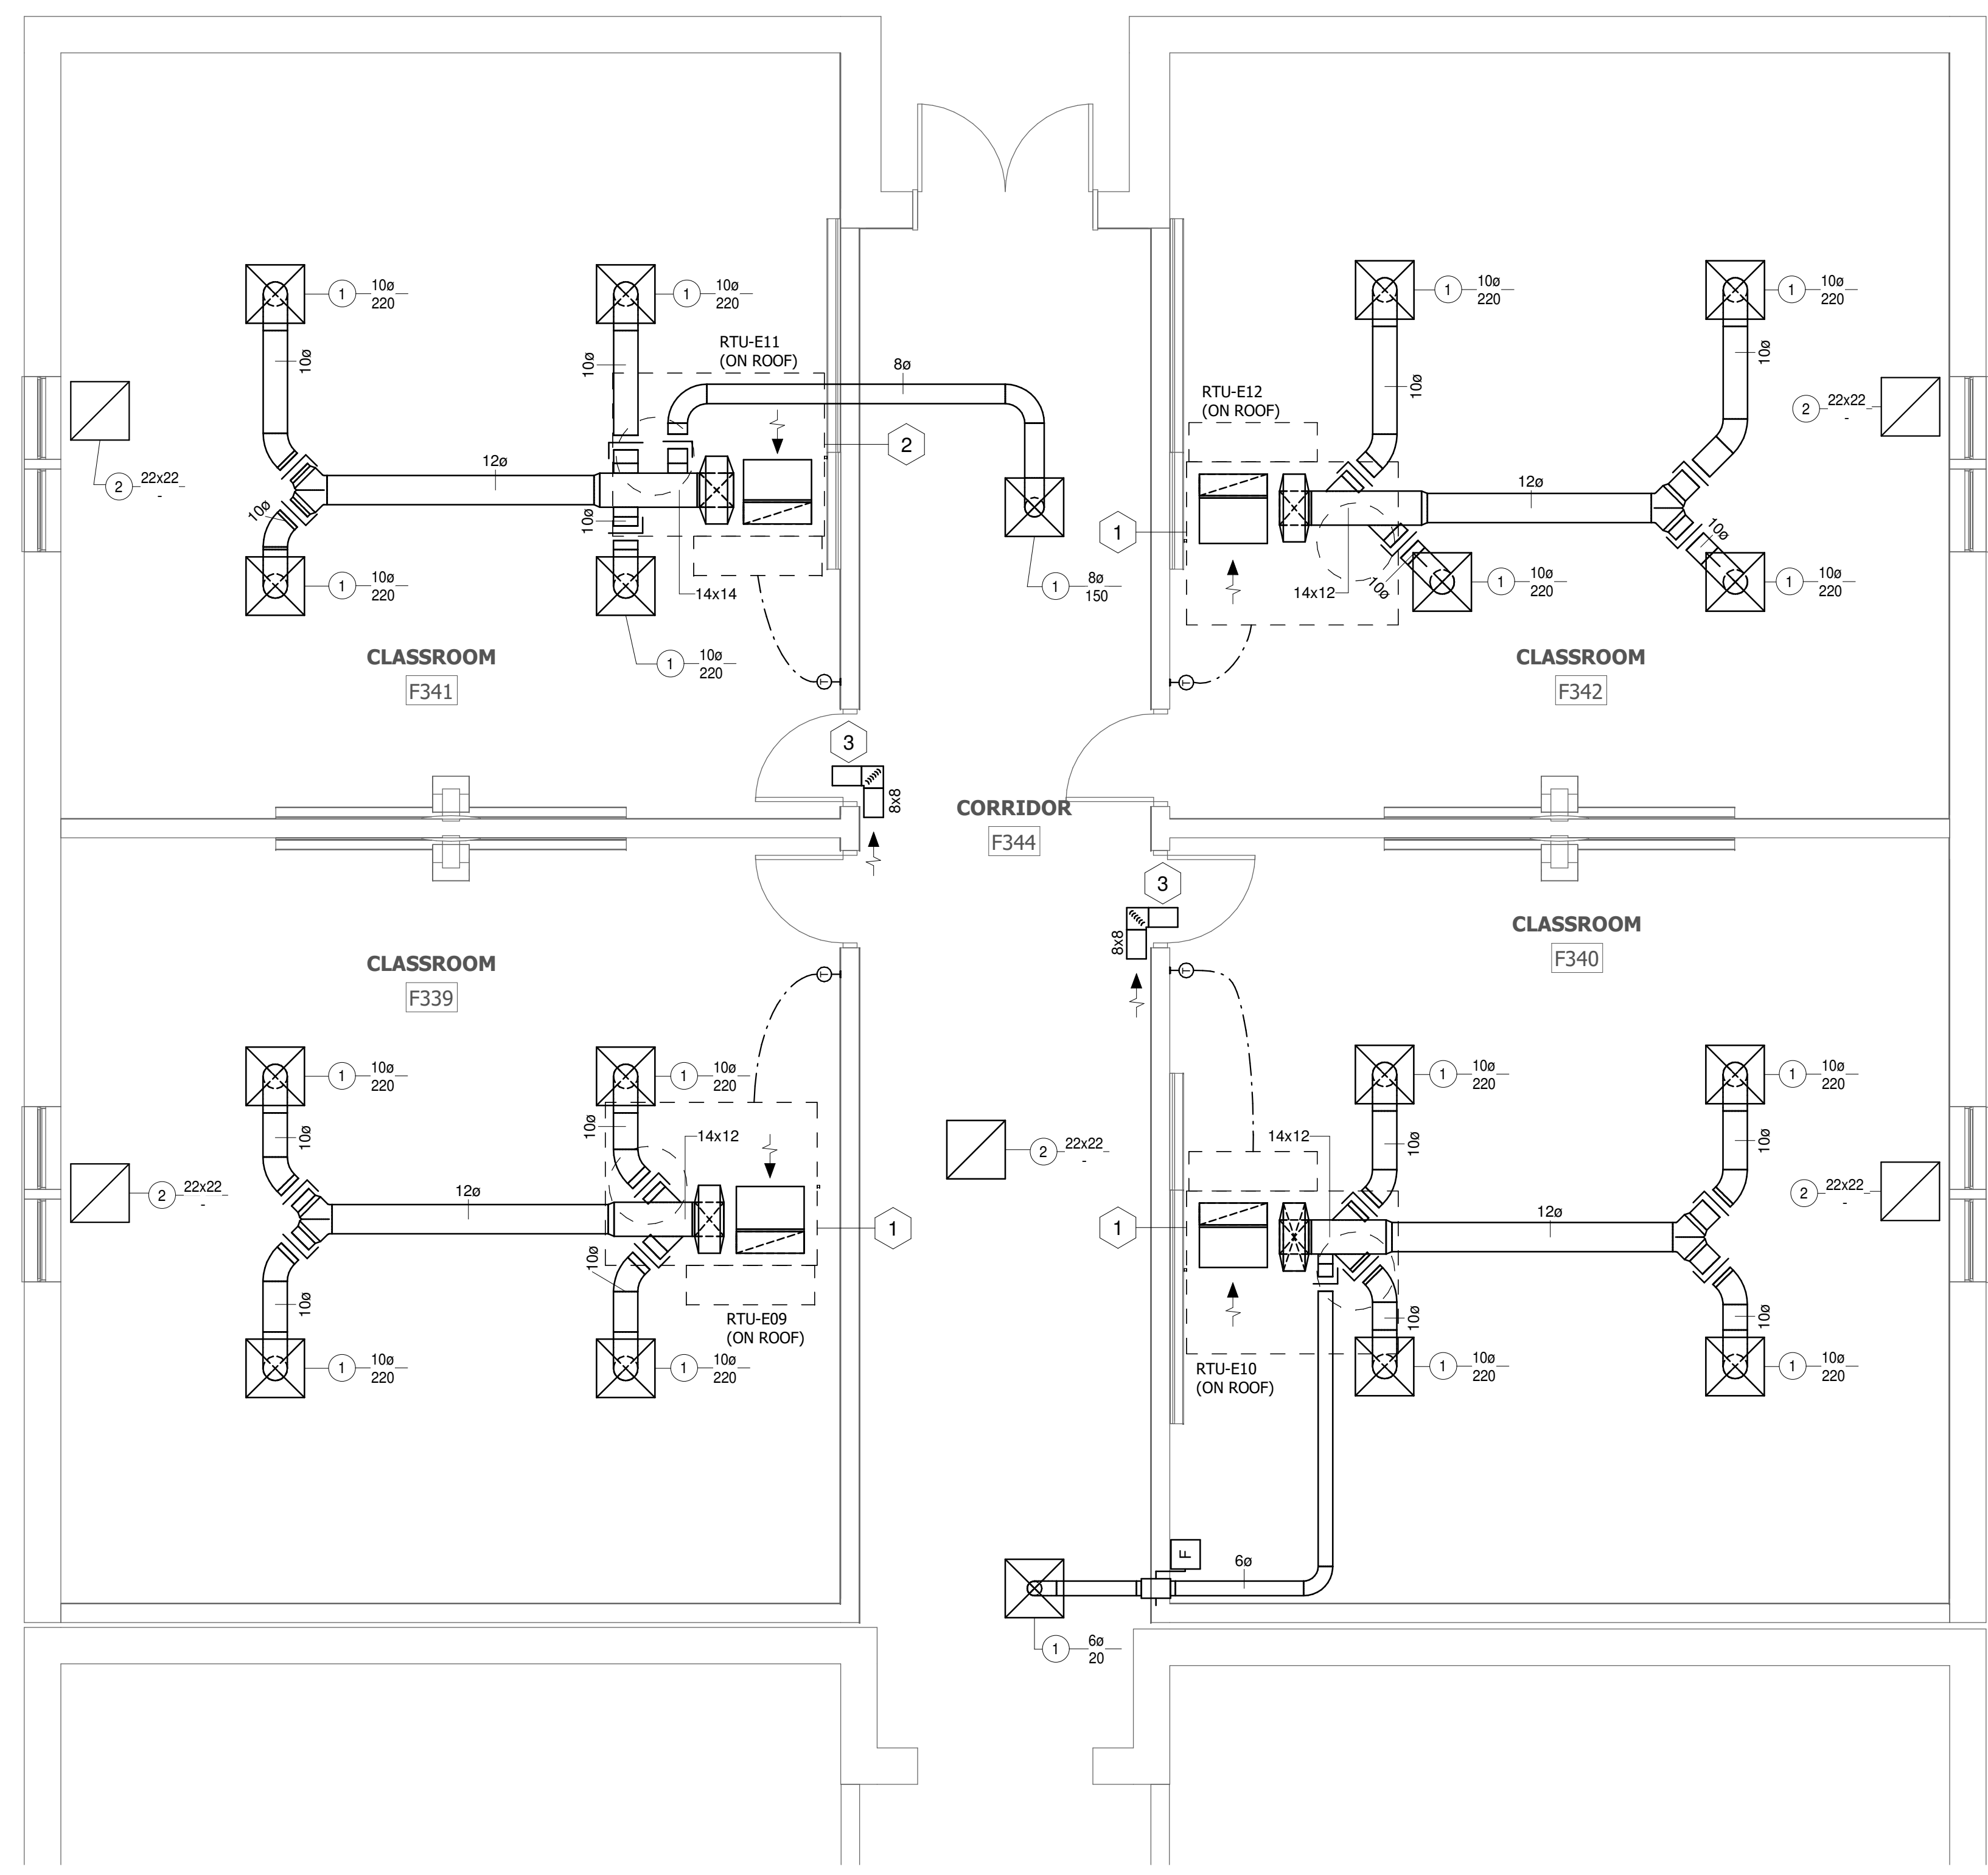 1
10ø
220
1
10ø
220
10ø
10ø
RTU-E11
(ON ROOF)
8ø
2
2
22x22
-
12ø
10ø
10ø
14x14
1
10ø
220
1
10ø
220
1
8ø
150
CLASSROOM
F341
T
1
10ø
220
1
10ø
220
10ø
10ø
RTU-E12
(ON ROOF)
2
22x22
-
1
12ø
14x12
10ø
10ø
1
10ø
220
1
10ø
220
CLASSROOM
F342
T
3
8x8
CORRIDOR
F344
3
8x8
CLASSROOM
F339
T
1
10ø
220
1
10ø
220
10ø
10ø
14x12
2
22x22
-
12ø
1
10ø
10ø
RTU-E09
(ON ROOF)
1
10ø
220
1
10ø
220
2
22x22
-
CLASSROOM
F340
T
1
10ø
220
1
10ø
220
14x12
10ø
10ø
2
22x22
-
1
12ø
10ø
10ø
RTU-E10
(ON ROOF)
1
10ø
220
1
10ø
220
F
6ø
1
6ø
20